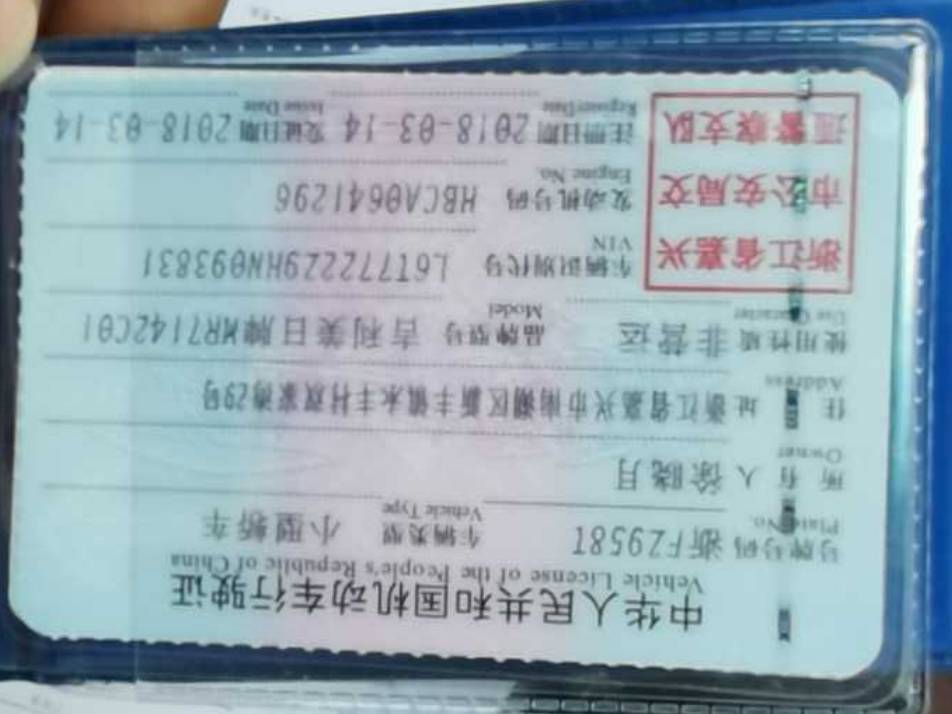 中华人民共和国机动车行驶证
Vehicle License of the People's Republic of China
号牌号码 浙FZ9581 车辆类型 小型轿车
Plate No. Vehicle Type
所有人 徐晓月
Owner
住址 浙江省嘉兴市南湖区新丰镇永丰村双家29号
Address
使用性质 非营运 品牌型号 吉利美日牌MR7142C01
Use Character Model
浙江省嘉兴
市公安局交
通警察支队
车辆识别代号 L6T7722Z9HN093831
VIN
发动机号码 HBCA0641296
Engine No.
注册日期 2018-03-14 发证日期 2018-03-14
Register Date Issue Date